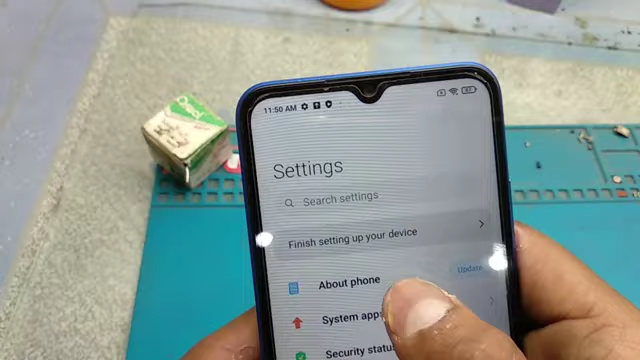 11:50 AM
Settings
Search settings
Finish setting up your device
About phone
Update
System app
Security statu